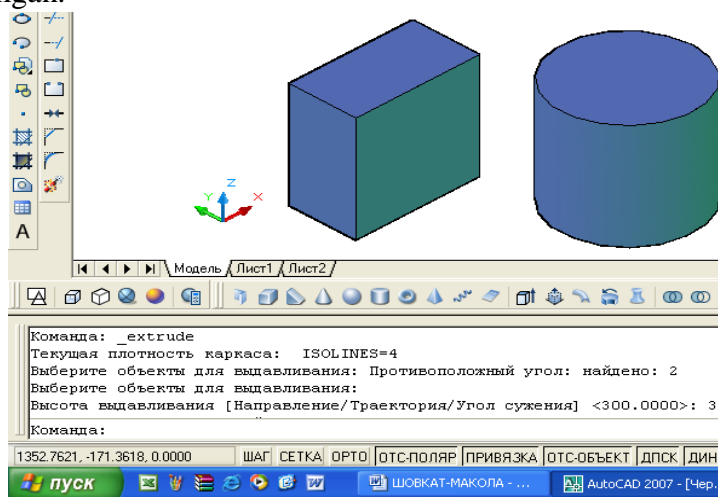 ngan.
Z
Y
X
A
Модель Лист1 Лист2
Команда: _extrude
Текущая плотность каркаса: ISOLINES=4
Выберите объекты для выдавливания: Противоположный угол: найдено: 2
Выберите объекты для выдавливания:
Высота выдавливания [Направление/Траектория/Угол сужения] <300.0000>: 3
Команда:
1352.7621, -171.3618, 0.0000 ШАГ СЕТКА ОРТО ОТС-ПОЛЯР ПРИВЯЗКА ОТС-ОБЪЕКТ ДПСК ДИН
пуск ШОВКАТ-МАКОЛА - ... AutoCAD 2007 - [Чер.